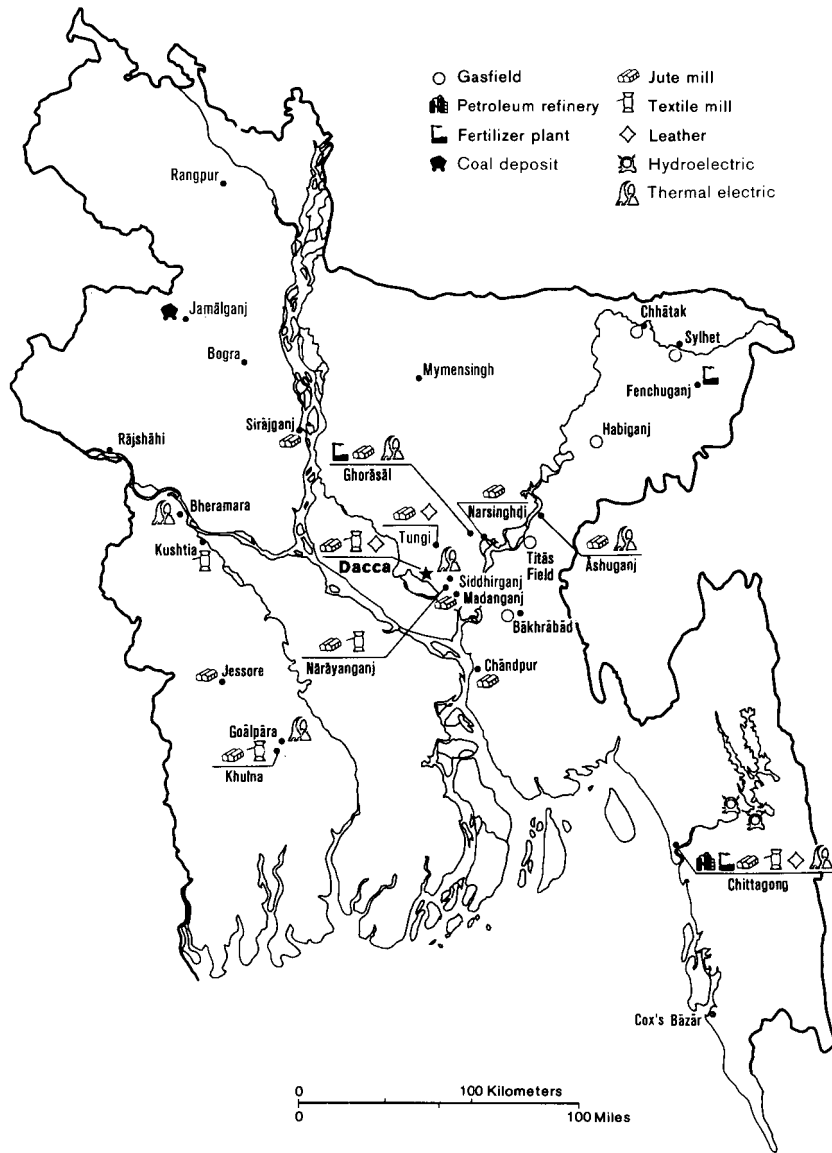 Gasfield
Petroleum refinery
Fertilizer plant
Coal deposit
Jute mill
Textile mill
Leather
Hydroelectric
Thermal electric
Rangpur
Jamālganj
Bogra
Mymensingh
Chhātak
Sylhet
Fenchuganj
Habiganj
Sirājganj
Rājshāhi
Ghorāsāl
Narsinghdi
Bheramara
Kushtia
Tungi
Titās
Field
Āshuganj
Dacca
Siddhirganj
Madanganj
Bākhrābād
Nārāyanganj
Chāndpur
Jessore
Goālpāra
Khulna
Chittagong
Cox's Bāzār
0 100 Kilometers
0 100 Miles